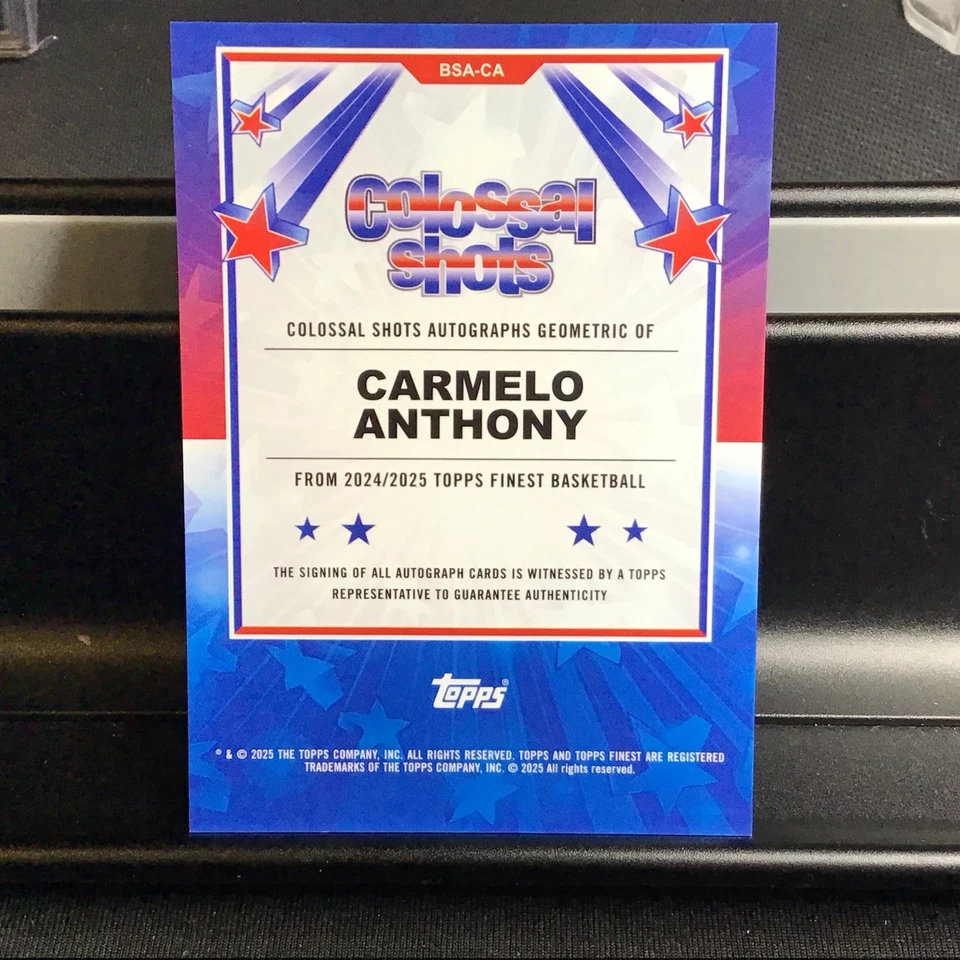 BSA-CA
Colossal
shots
COLOSSAL SHOTS AUTOGRAPHS GEOMETRIC OF
CARMELO
ANTHONY
FROM 2024/2025 TOPPS FINEST BASKETBALL
THE SIGNING OF ALL AUTOGRAPH CARDS IS WITNESSED BY A TOPPS
REPRESENTATIVE TO GUARANTEE AUTHENTICITY
topps®
® & © 2025 THE TOPPS COMPANY, INC. ALL RIGHTS RESERVED. TOPPS AND TOPPS FINEST ARE REGISTERED
TRADEMARKS OF THE TOPPS COMPANY, INC. © 2025 All rights reserved.